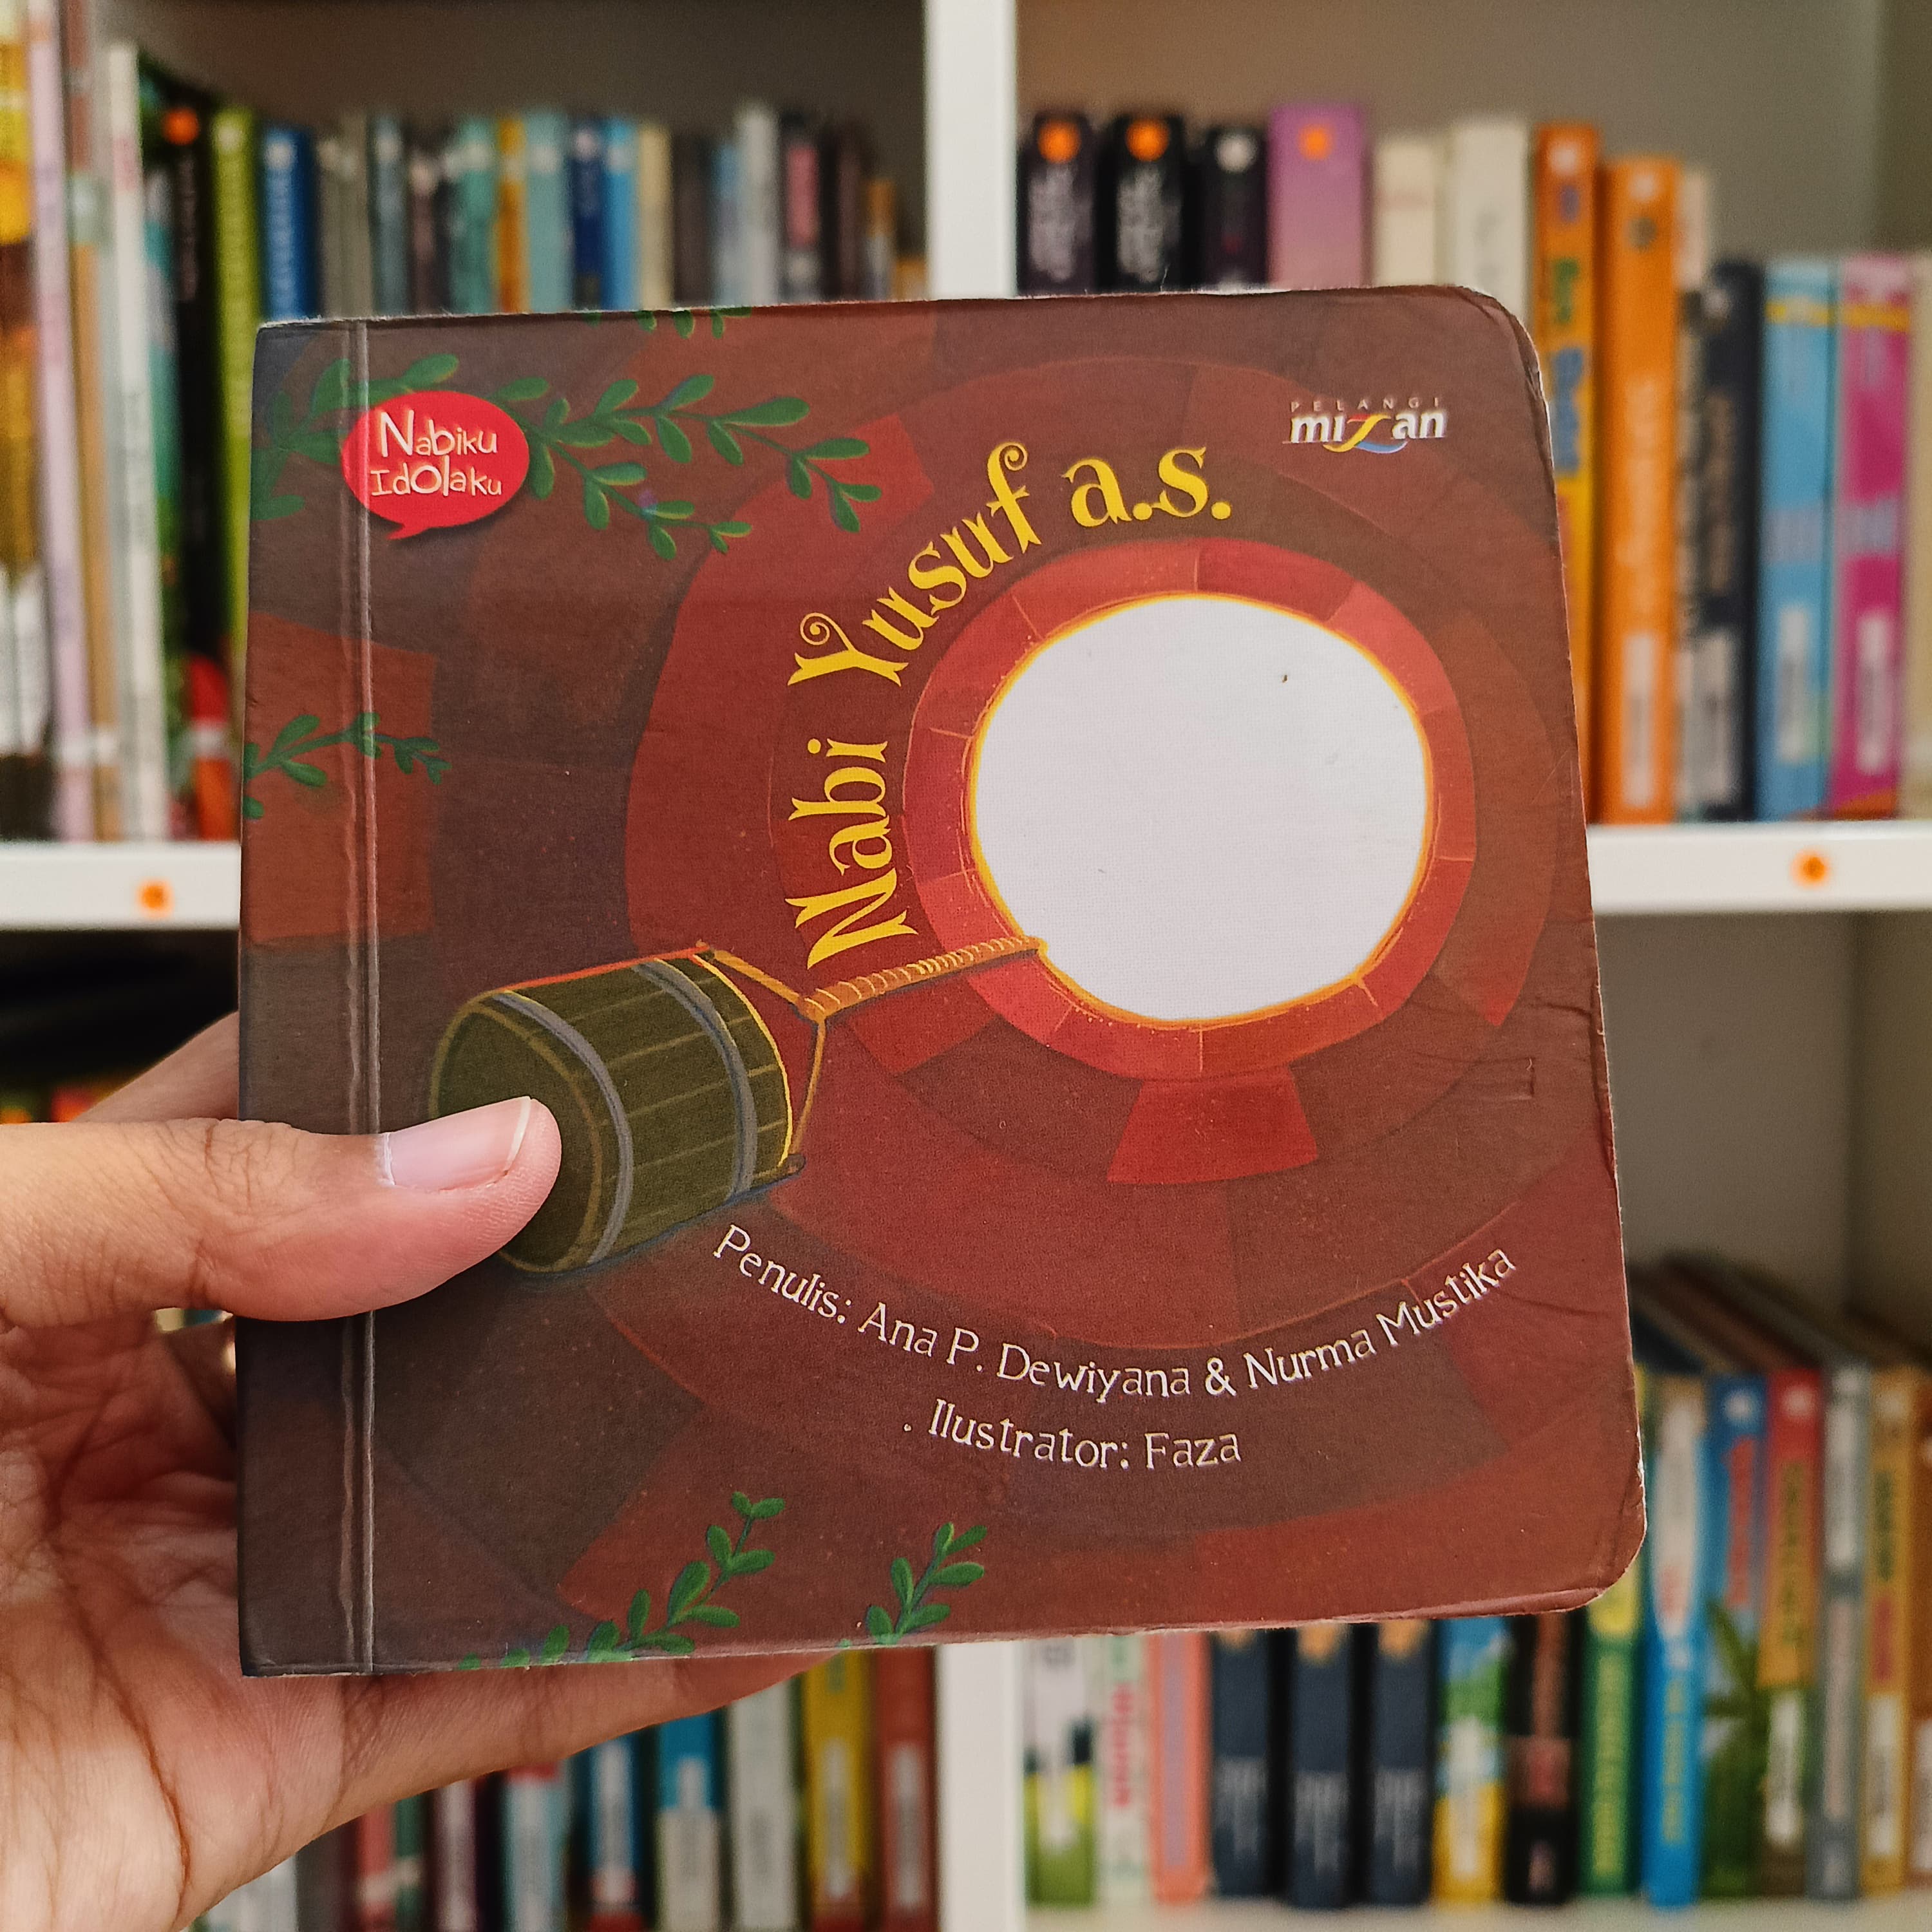 Nabiku
Idolaku
PELANGI
mizan
Nabi Yusuf a.s.
Penulis: Ana P. Dewiyana & Nurma Mustika
Ilustrator: Faza